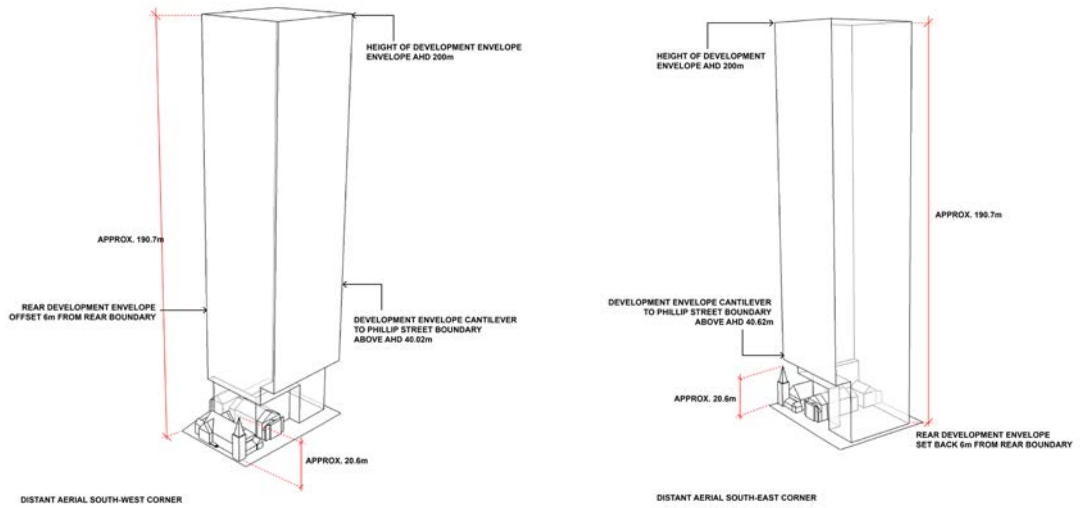 HEIGHT OF DEVELOPMENT ENVELOPE
ENVELOPE AHD 200m
APPROX. 190.7m
REAR DEVELOPMENT ENVELOPE
OFFSET 6m FROM REAR BOUNDARY
DEVELOPMENT ENVELOPE CANTILEVER
TO PHILLIP STREET BOUNDARY
ABOVE AHD 40.02m
APPROX. 20.6m
DISTANT AERIAL SOUTH-WEST CORNER
HEIGHT OF DEVELOPMENT
ENVELOPE AHD 200m
APPROX. 190.7m
DEVELOPMENT ENVELOPE CANTILEVER
TO PHILLIP STREET BOUNDARY
ABOVE AHD 40.62m
APPROX. 20.6m
REAR DEVELOPMENT ENVELOPE
SET BACK 6m FROM REAR BOUNDARY
DISTANT AERIAL SOUTH-EAST CORNER